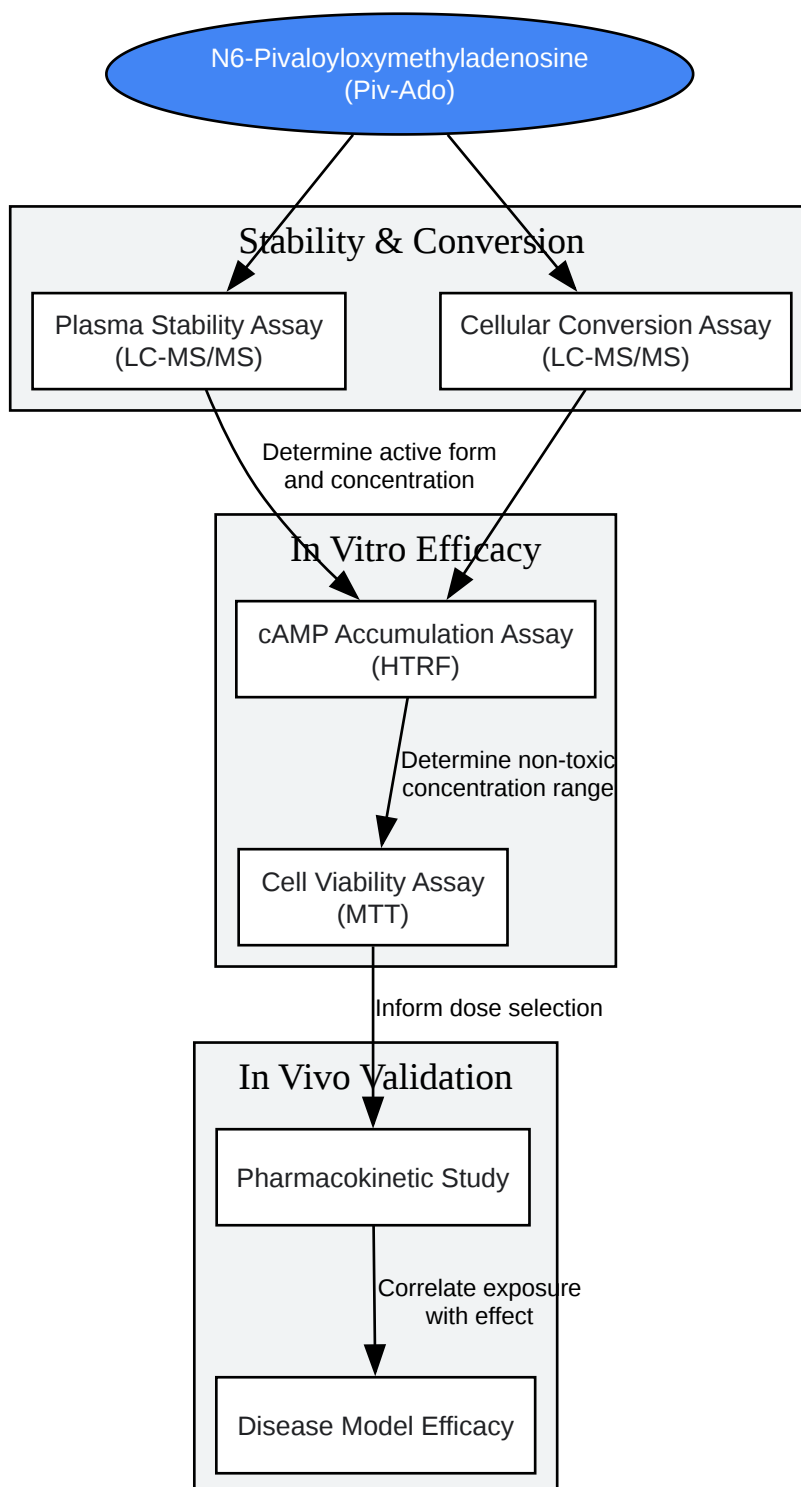 N6-Pivaloyloxymethyladenosine
(Piv-Ado)
Stability & Conversion
Plasma Stability Assay
(LC-MS/MS)
Cellular Conversion Assay
(LC-MS/MS)
Determine active form
and concentration
In Vitro Efficacy
cAMP Accumulation Assay
(HTRF)
Determine non-toxic
concentration range
Cell Viability Assay
(MTT)
Inform dose selection
In Vivo Validation
Pharmacokinetic Study
Correlate exposure
with effect
Disease Model Efficacy